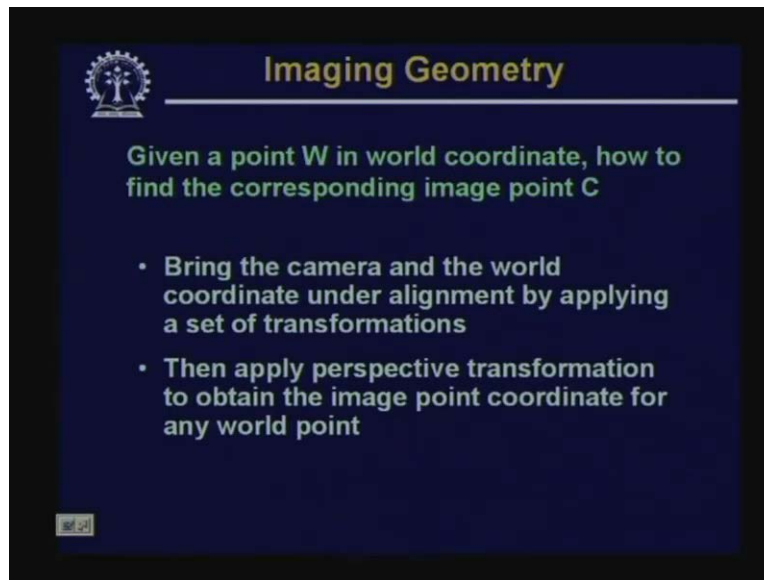 Imaging Geometry
Given a point W in world coordinate, how to
find the corresponding image point C
• Bring the camera and the world
coordinate under alignment by applying
a set of transformations
• Then apply perspective transformation
to obtain the image point coordinate for
any world point